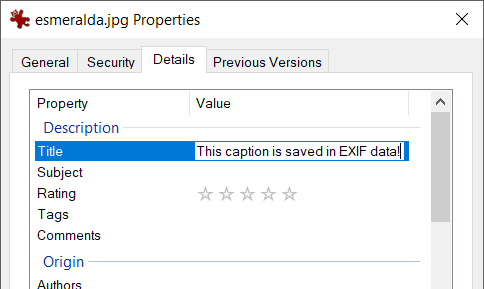 esmeralda.jpg Properties
General Security Details Previous Versions
Property Value
Description
Title This caption is saved in EXIF data!
Subject
Rating
Tags
Comments
Origin
Authors